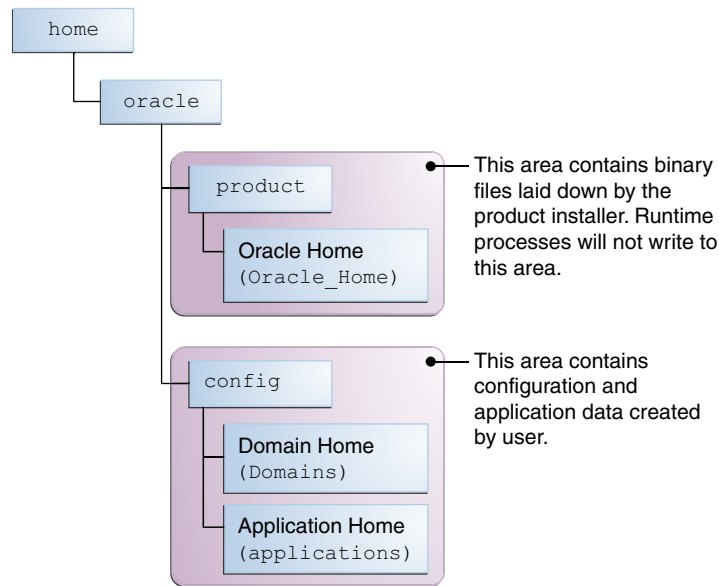 home
oracle
product
Oracle Home
(Oracle_Home)
This area contains binary
files laid down by the
product installer. Runtime
processes will not write to
this area.
config
Domain Home
(Domains)
Application Home
(applications)
This area contains
configuration and
application data created
by user.